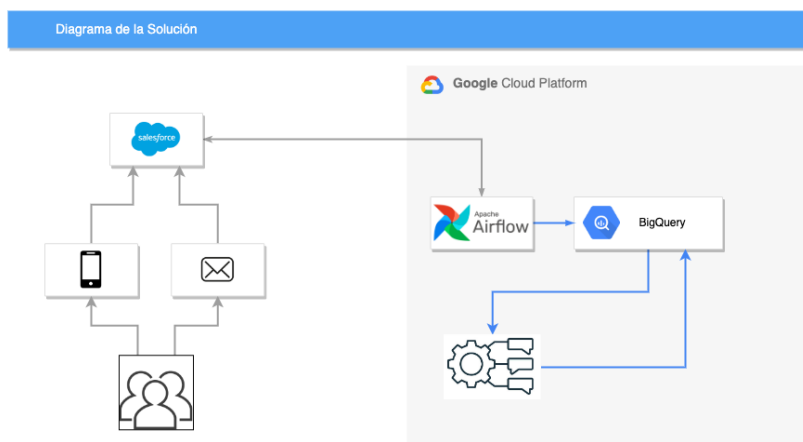 Diagrama de la Solución
Google Cloud Platform
salesforce
Apache
Airflow
BigQuery